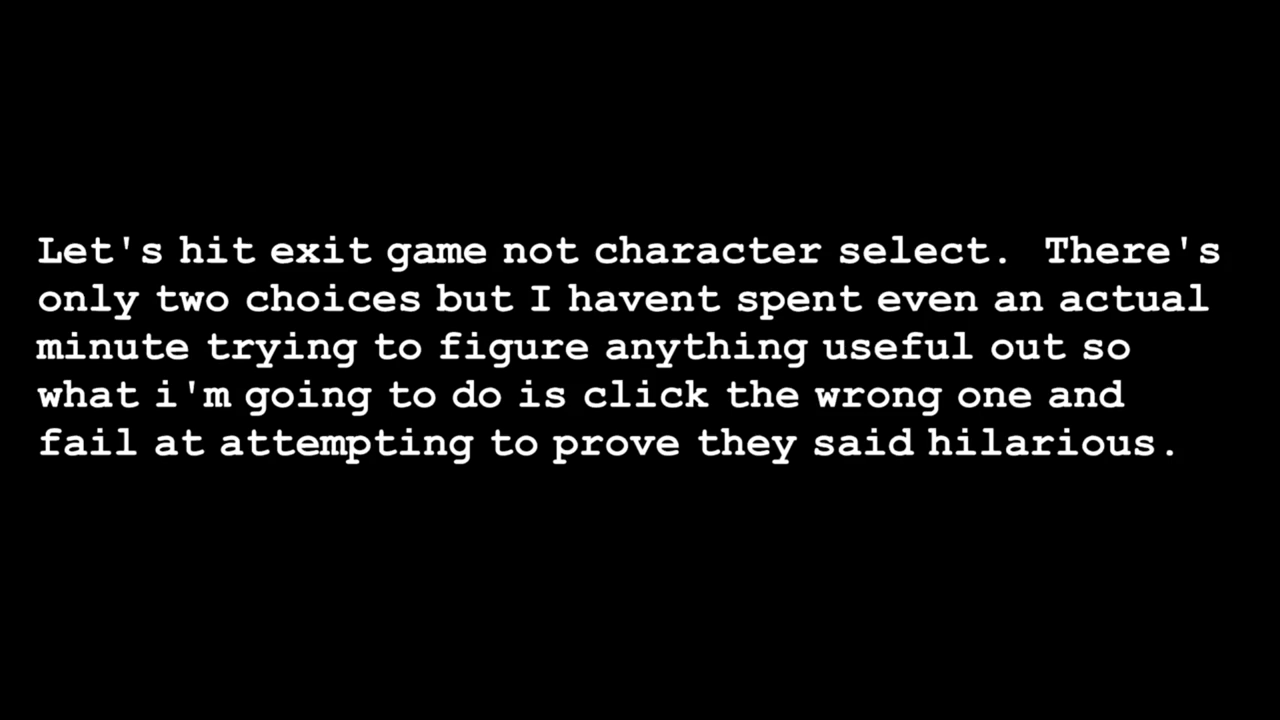 Let's hit exit game not character select.  There's
only two choices but I havent spent even an actual
minute trying to figure anything useful out so
what i'm going to do is click the wrong one and
fail at attempting to prove they said hilarious.